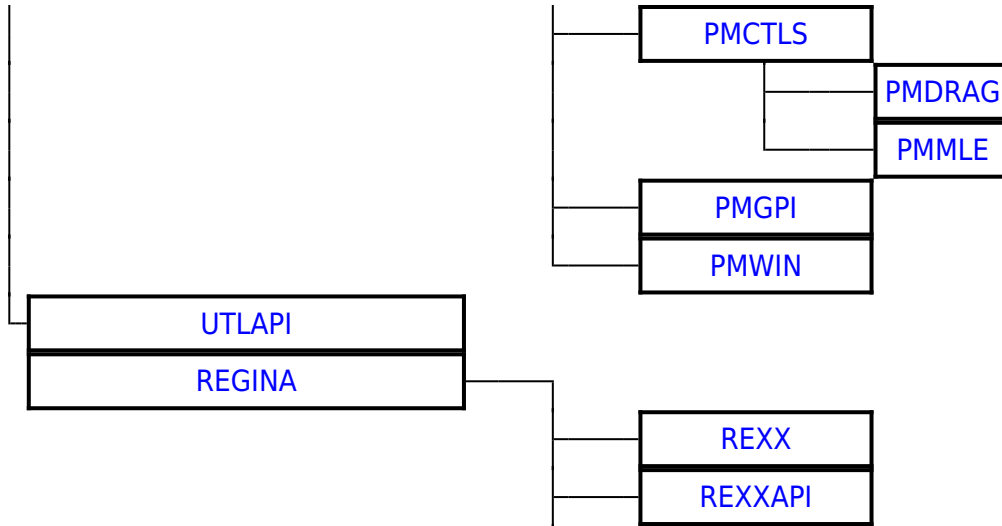 PMCTLS
PMDRAG
PMMLE
PMGPI
PMWIN
UTLAPI
REGINA
REXX
REXXAPI